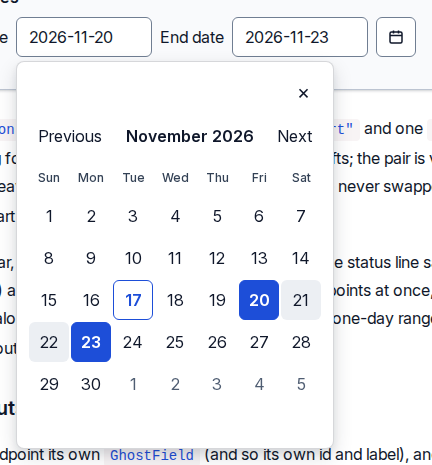 2026-11-20 End date 2026-11-23
×
Previous November 2026 Next
Sun Mon Tue Wed Thu Fri Sat
1 2 3 4 5 6 7
8 9 10 11 12 13 14
15 16 17 18 19 20 21
22 23 24 25 26 27 28
29 30 1 2 3 4 5
and one
the pair is
never swapp
e status line s
points at once,
one-day rang
dpoint its own GhostField (and so its own id and label), and